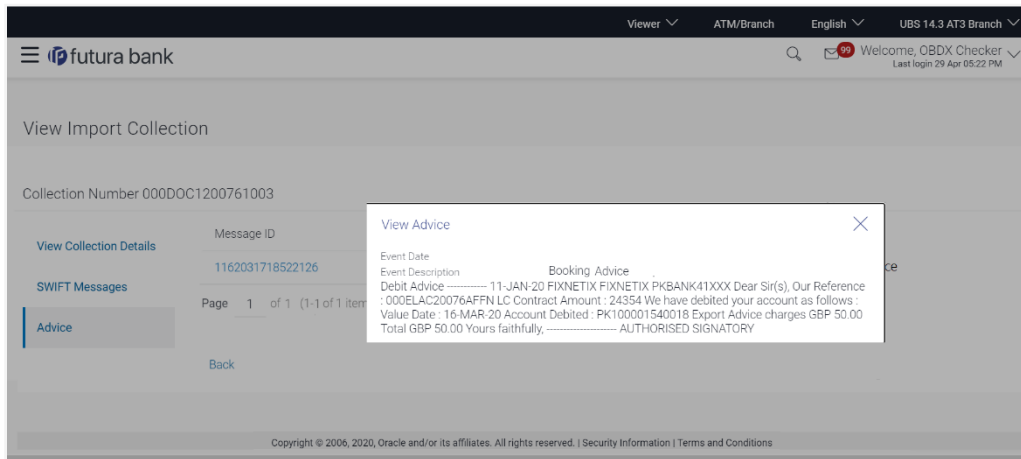 Viewer ATM/Branch English UBS 14.3 AT3 Branch
futura bank
99 Welcome, OBDX Checker
Last login 29 Apr 05:22 PM
View Import Collection
Collection Number 000DOC1200761003
View Collection Details
SWIFT Messages
Advice
Message ID
1162031718522126
Page 1 of 1 (1-1 of 1 item
Back
View Advice
Event Date
Event Description Booking Advice .
Debit Advice ------------ 11-JAN-20 FIXNETIX FIXNETIX PKBANK41XXX Dear Sir(s), Our Reference
: 000ELAC20076AFFN LC Contract Amount : 24354 We have debited your account as follows :
Value Date : 16-MAR-20 Account Debited : PK100001540018 Export Advice charges GBP 50.00
Total GBP 50.00 Yours faithfully, --------------------- AUTHORISED SIGNATORY
ce
Copyright © 2006, 2020, Oracle and/or its affiliates. All rights reserved. | Security Information | Terms and Conditions